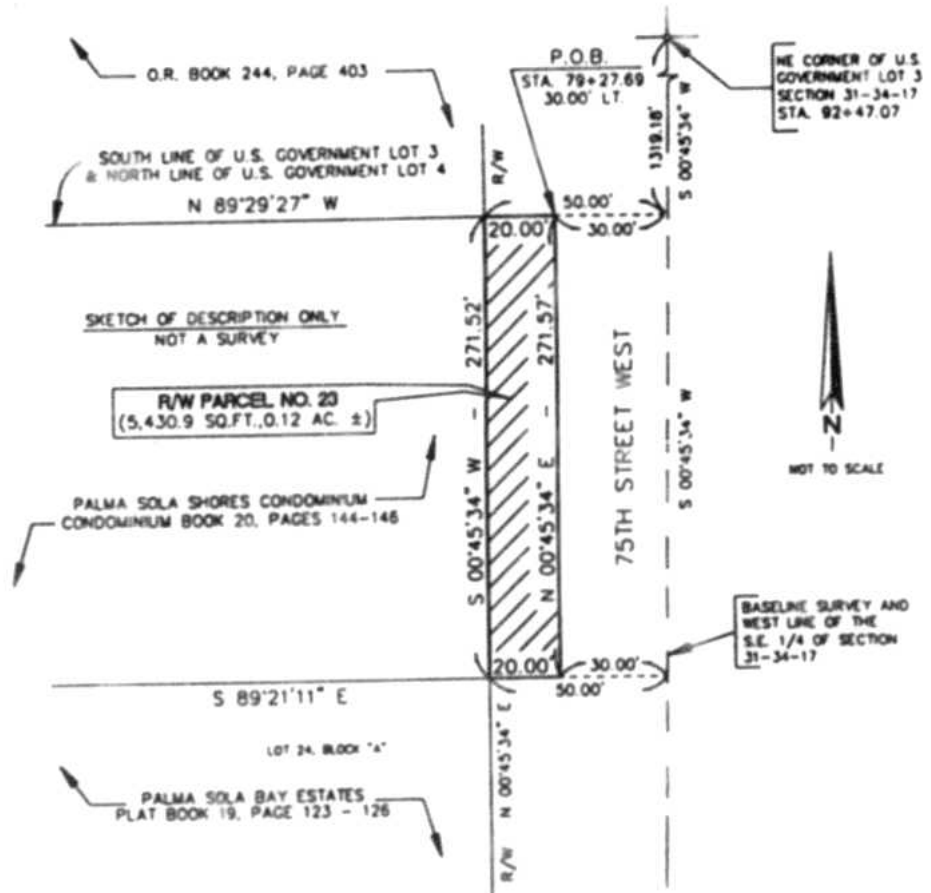 O.R. BOOK 244, PAGE 403
P.O.B.
STA. 79+27.69
30.00' LT.
NE CORNER OF U.S.
GOVERNMENT LOT 3
SECTION 31-34-17
STA. 92+47.07
SOUTH LINE OF U.S. GOVERNMENT LOT 3
& NORTH LINE OF U.S. GOVERNMENT LOT 4
N 89°29'27" W
R/W
1319.18'
S 00°45'34" W
50.00'
20.00'
30.00'
SKETCH OF DESCRIPTION ONLY
NOT A SURVEY
R/W PARCEL NO. 23
(5,430.9 SQ.FT.,0.12 AC. ±)
S 00°45'34" W - 271.52'
N 00°45'34" E - 271.57'
75TH STREET WEST
S 00°45'34" W
N
NOT TO SCALE
PALMA SOLA SHORES CONDOMINIUM
CONDOMINIUM BOOK 20, PAGES 144-146
BASELINE SURVEY AND
WEST LINE OF THE
S.E. 1/4 OF SECTION
31-34-17
20.00'
30.00'
50.00'
S 89°21'11" E
LOT 24, BLOCK "A"
R/W N 00°45'34" E
PALMA SOLA BAY ESTATES
PLAT BOOK 19, PAGE 123 - 126